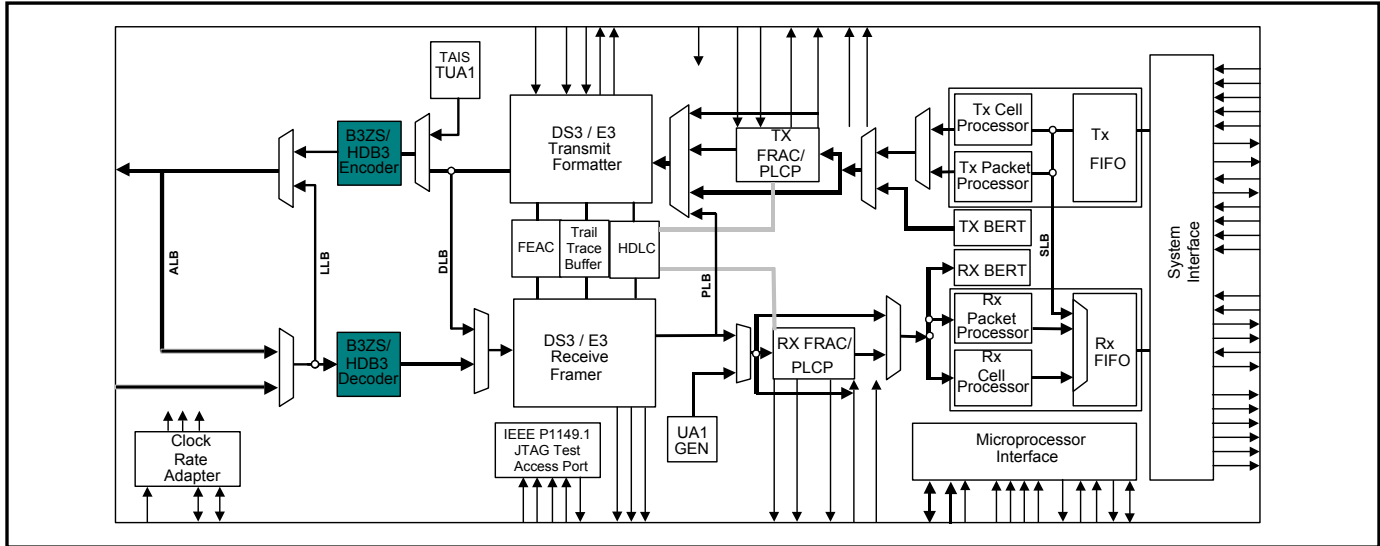 TAIS
TUA1
B3ZS/
HDB3
Encoder
DS3 / E3
Transmit
Formatter
TX
FRAC/
PLCP
Tx Cell
Processor
Tx
FIFO
Tx Packet
Processor
TX BERT
RX BERT
System
Interface
ALB
LLB
DLB
FEAC
Trail
Trace
Buffer
HDLC
PLB
SLB
B3ZS/
HDB3
Decoder
DS3 / E3
Receive
Framer
RX FRAC/
PLCP
Rx
Packet
Processor
Rx
Cell
Processor
Rx
FIFO
UA1
GEN
Clock
Rate
Adapter
IEEE P1149.1
JTAG Test
Access Port
Microprocessor
Interface